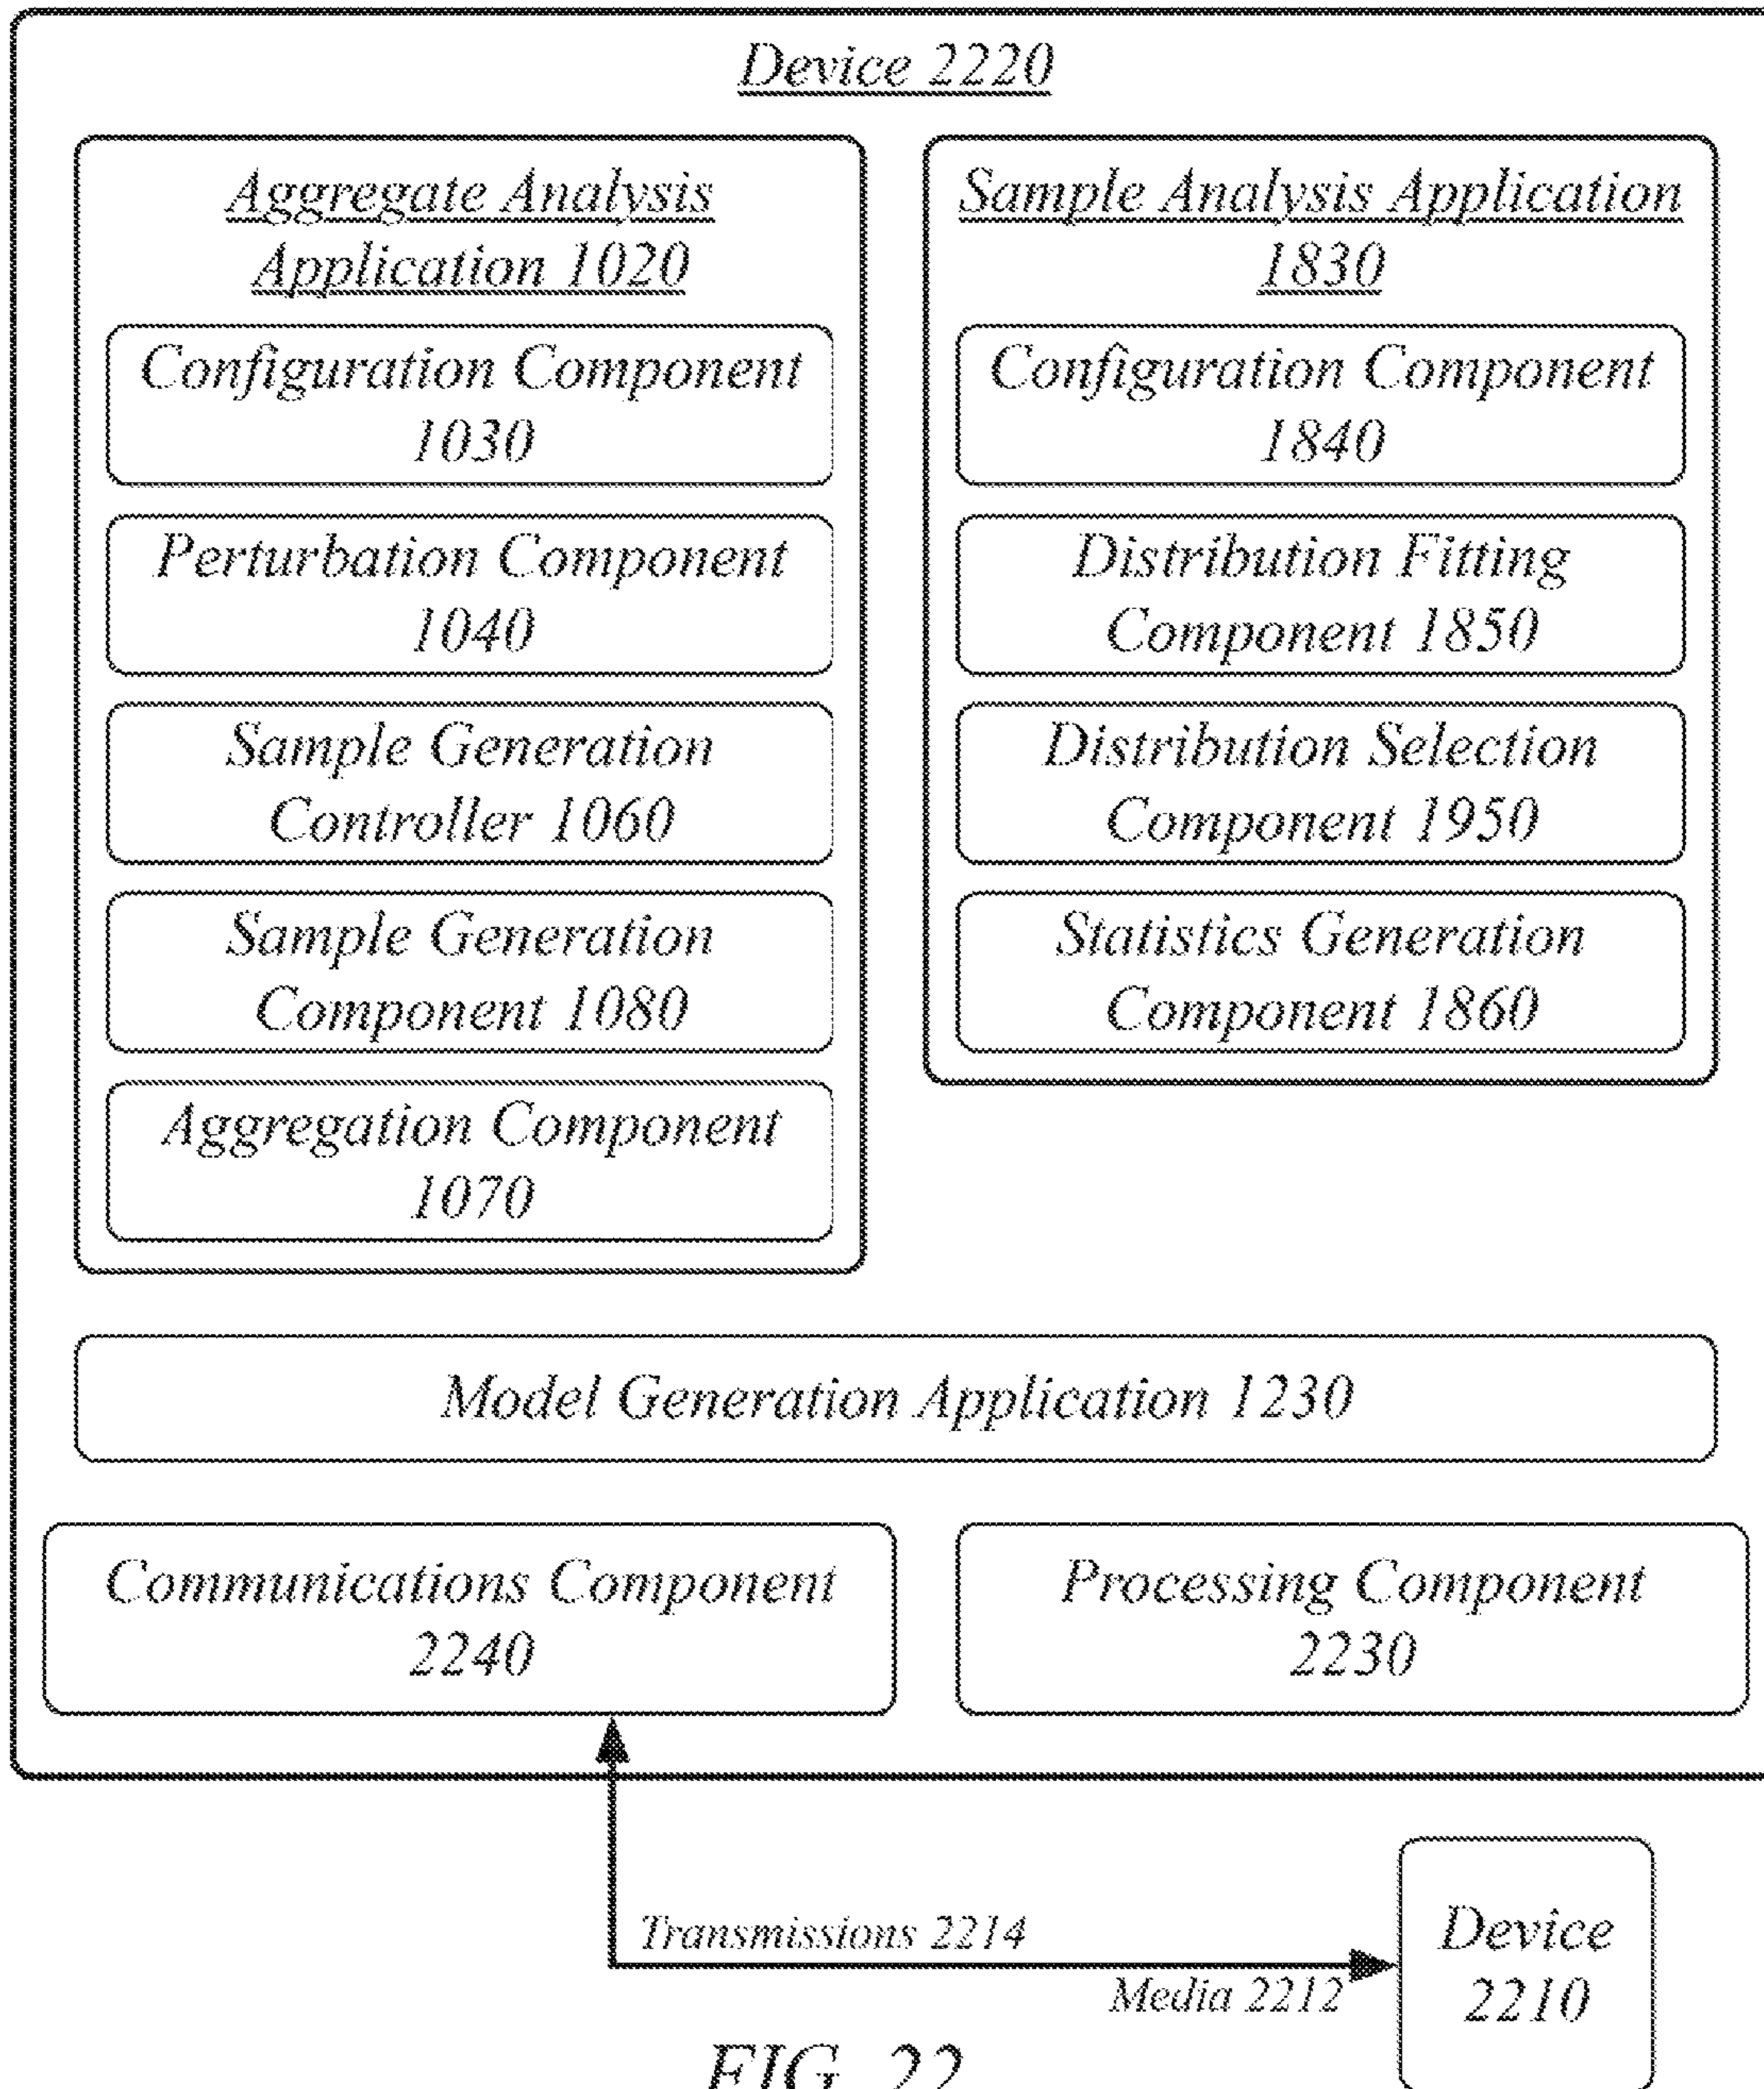 Device 2220
Aggregate Analysis
Application 1020
Configuration Component
1030
Perturbation Component
1040
Sample Generation
Controller 1060
Sample Generation
Component 1080
Aggregation Component
1070
Sample Analysis Application
1830
Configuration Component
1840
Distribution Fitting
Component 1850
Distribution Selection
Component 1950
Statistics Generation
Component 1860
Model Generation Application 1230
Communications Component
2240
Processing Component
2230
Transmissions 2214
Media 2212
Device
2210
FIG. 22